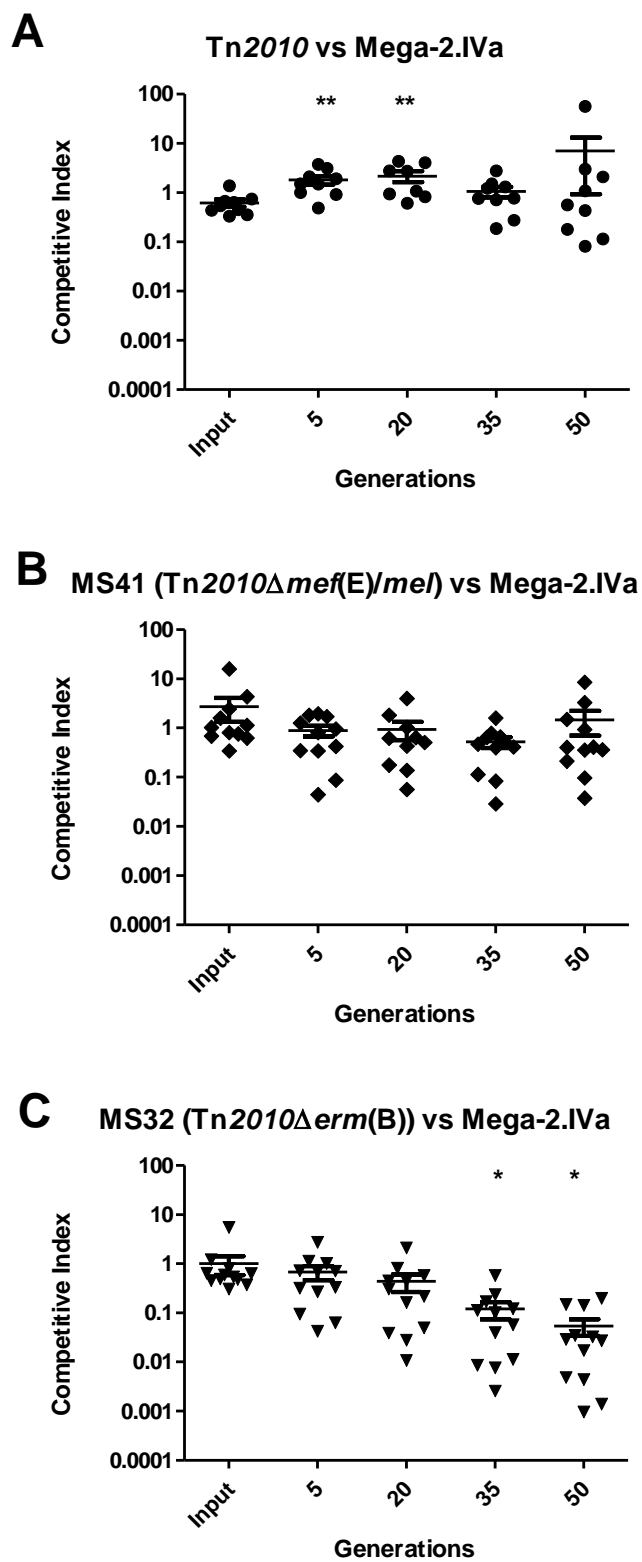 A
Tn2010 vs Mega-2.IVa
** **
100
10
1
0.1
0.01
0.001
0.0001
Competitive Index
Input 5 20 35 50
Generations
B
MS41 (Tn2010Δmef(E)/mel) vs Mega-2.IVa
100
10
1
0.1
0.01
0.001
0.0001
Competitive Index
Input 5 20 35 50
Generations
C
MS32 (Tn2010Δerm(B)) vs Mega-2.IVa
* *
100
10
1
0.1
0.01
0.001
0.0001
Competitive Index
Input 5 20 35 50
Generations